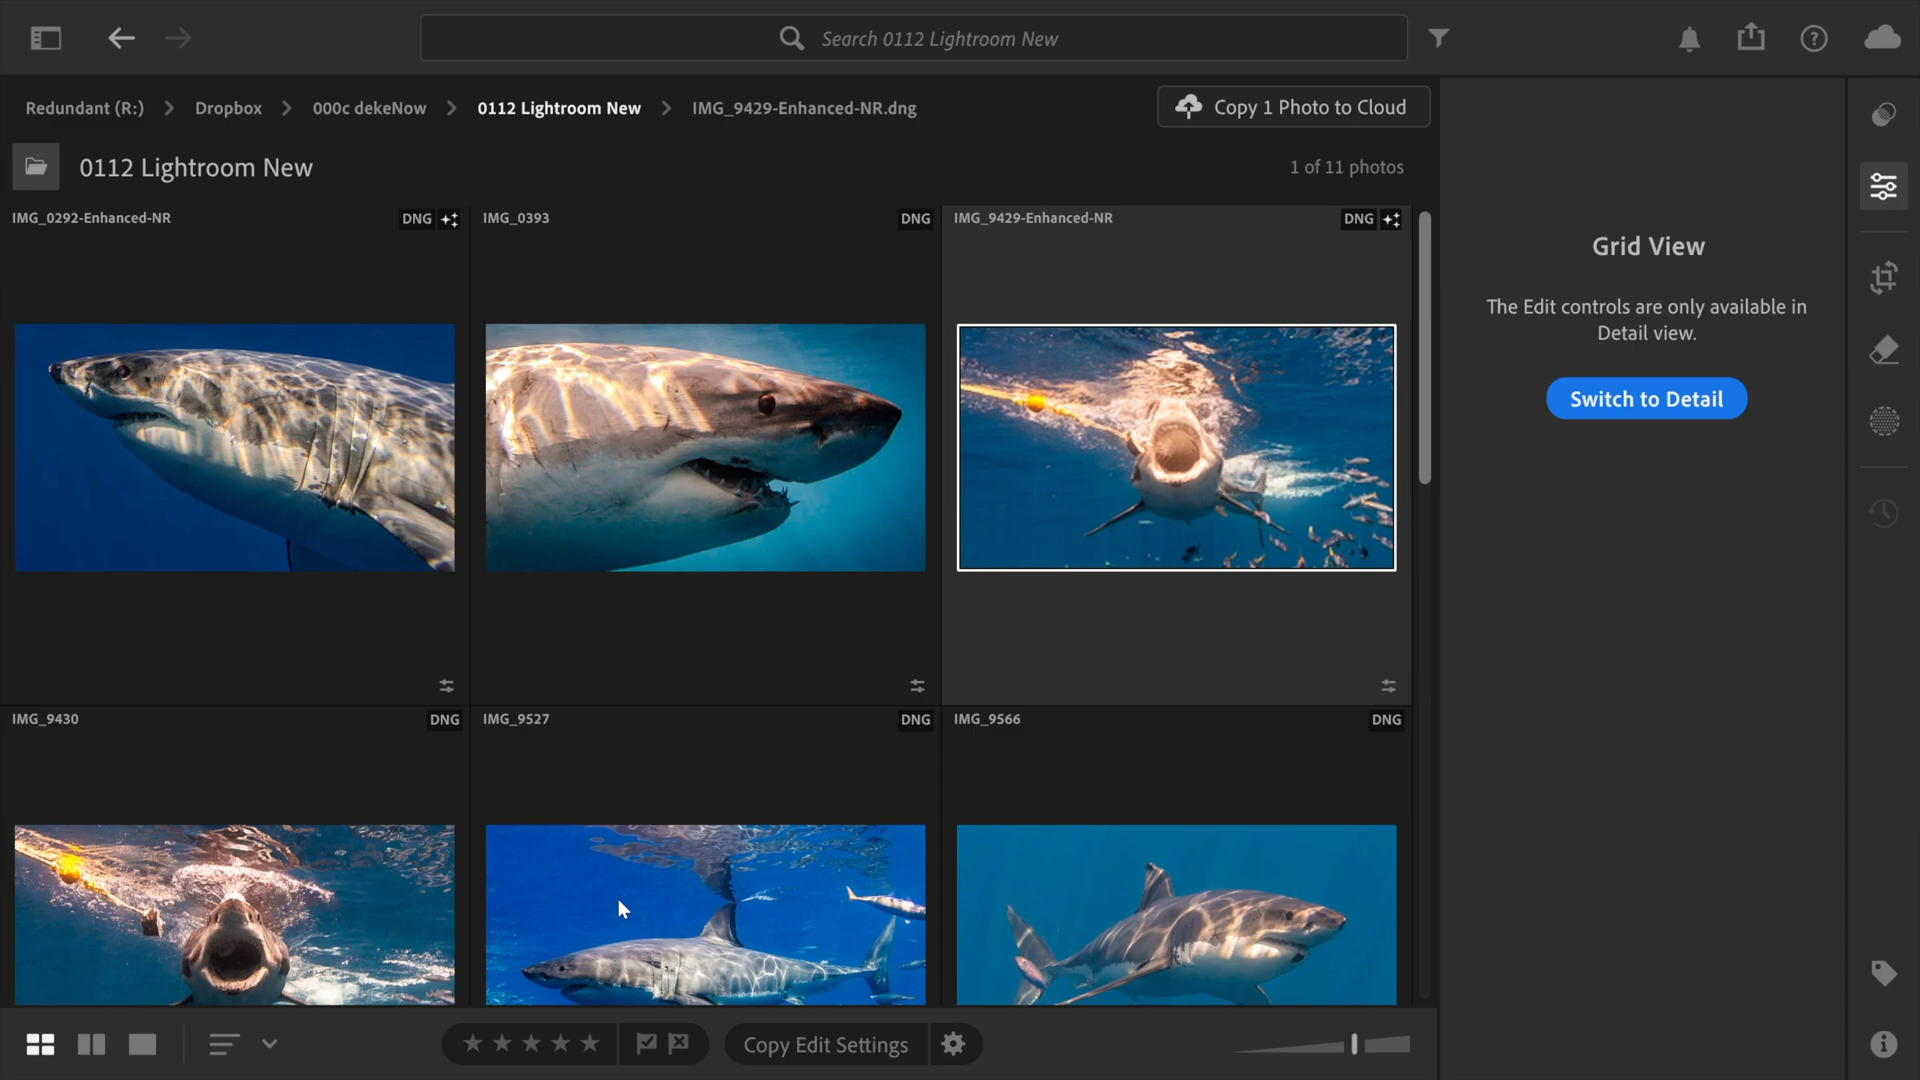 Search 0112 Lightroom New
Redundant (R:) Dropbox 000c dekeNow 0112 Lightroom New IMG_9429-Enhanced-NR.dng
Copy 1 Photo to Cloud
0112 Lightroom New
1 of 11 photos
IMG_0292-Enhanced-NR
DNG
IMG_0393
DNG
IMG_9429-Enhanced-NR
DNG
Grid View
The Edit controls are only available in
Detail view.
Switch to Detail
IMG_9430
DNG
IMG_9527
DNG
IMG_9566
DNG
Copy Edit Settings